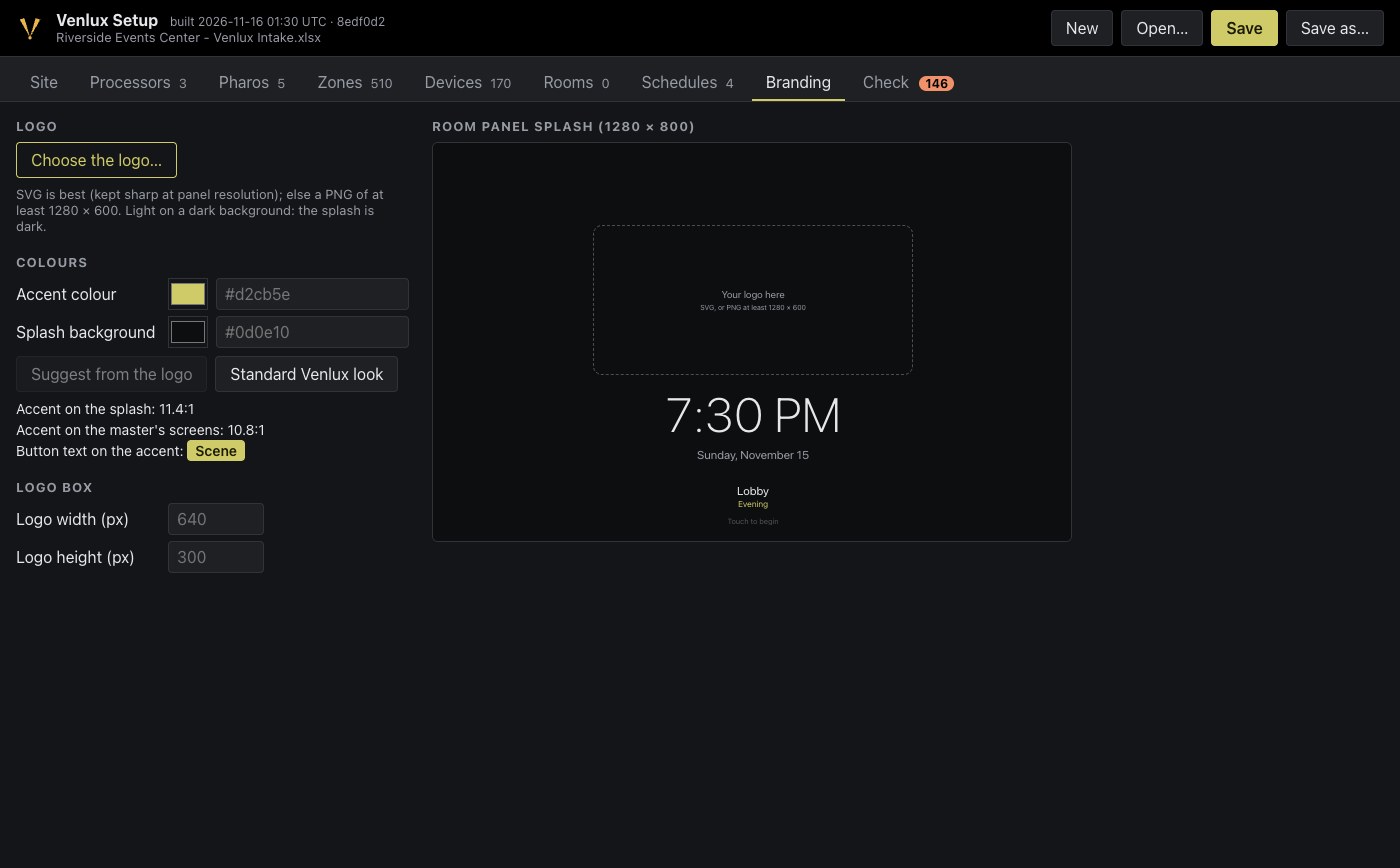 Venlux Setup built 2026-11-16 01:30 UTC · 8edf0d2
Riverside Events Center - Venlux Intake.xlsx
New
Open...
Save
Save as...
Site
Processors 3
Pharos 5
Zones 510
Devices 170
Rooms 0
Schedules 4
Branding
Check 146
LOGO
Choose the logo...
SVG is best (kept sharp at panel resolution); else a PNG of at
least 1280 × 600. Light on a dark background: the splash is
dark.
COLOURS
Accent colour #d2cb5e
Splash background #0d0e10
Suggest from the logo
Standard Venlux look
Accent on the splash: 11.4:1
Accent on the master's screens: 10.8:1
Button text on the accent: Scene
LOGO BOX
Logo width (px) 640
Logo height (px) 300
ROOM PANEL SPLASH (1280 × 800)
Your logo here
SVG, or PNG at least 1280 × 600
7:30 PM
Sunday, November 15
Lobby
Evening
Touch to begin